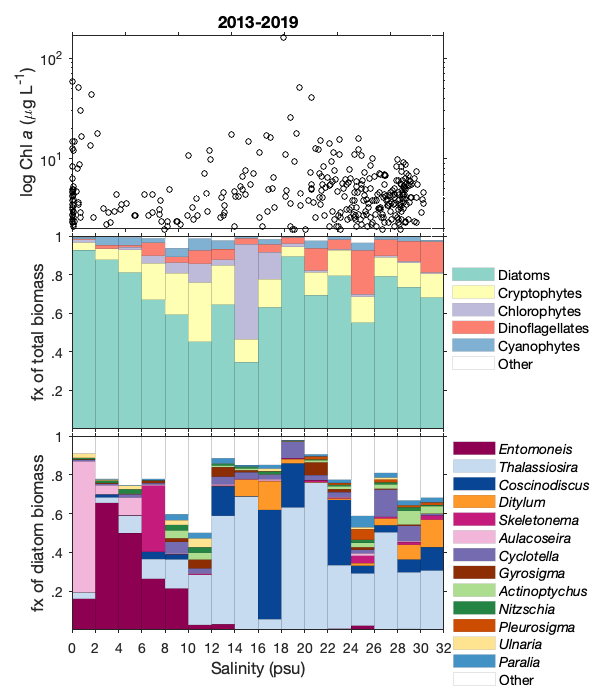 2013-2019
log Chl a (µg L⁻¹)
10²
10¹
fx of total biomass
1
.8
.6
.4
.2
Diatoms
Cryptophytes
Chlorophytes
Dinoflagellates
Cyanophytes
Other
fx of diatom biomass
1
.8
.6
.4
.2
Entomoneis
Thalassiosira
Coscinodiscus
Ditylum
Skeletonema
Aulacoseira
Cyclotella
Gyrosigma
Actinoptychus
Nitzschia
Pleurosigma
Ulnaria
Paralia
Other
0 2 4 6 8 10 12 14 16 18 20 22 24 26 28 30 32
Salinity (psu)